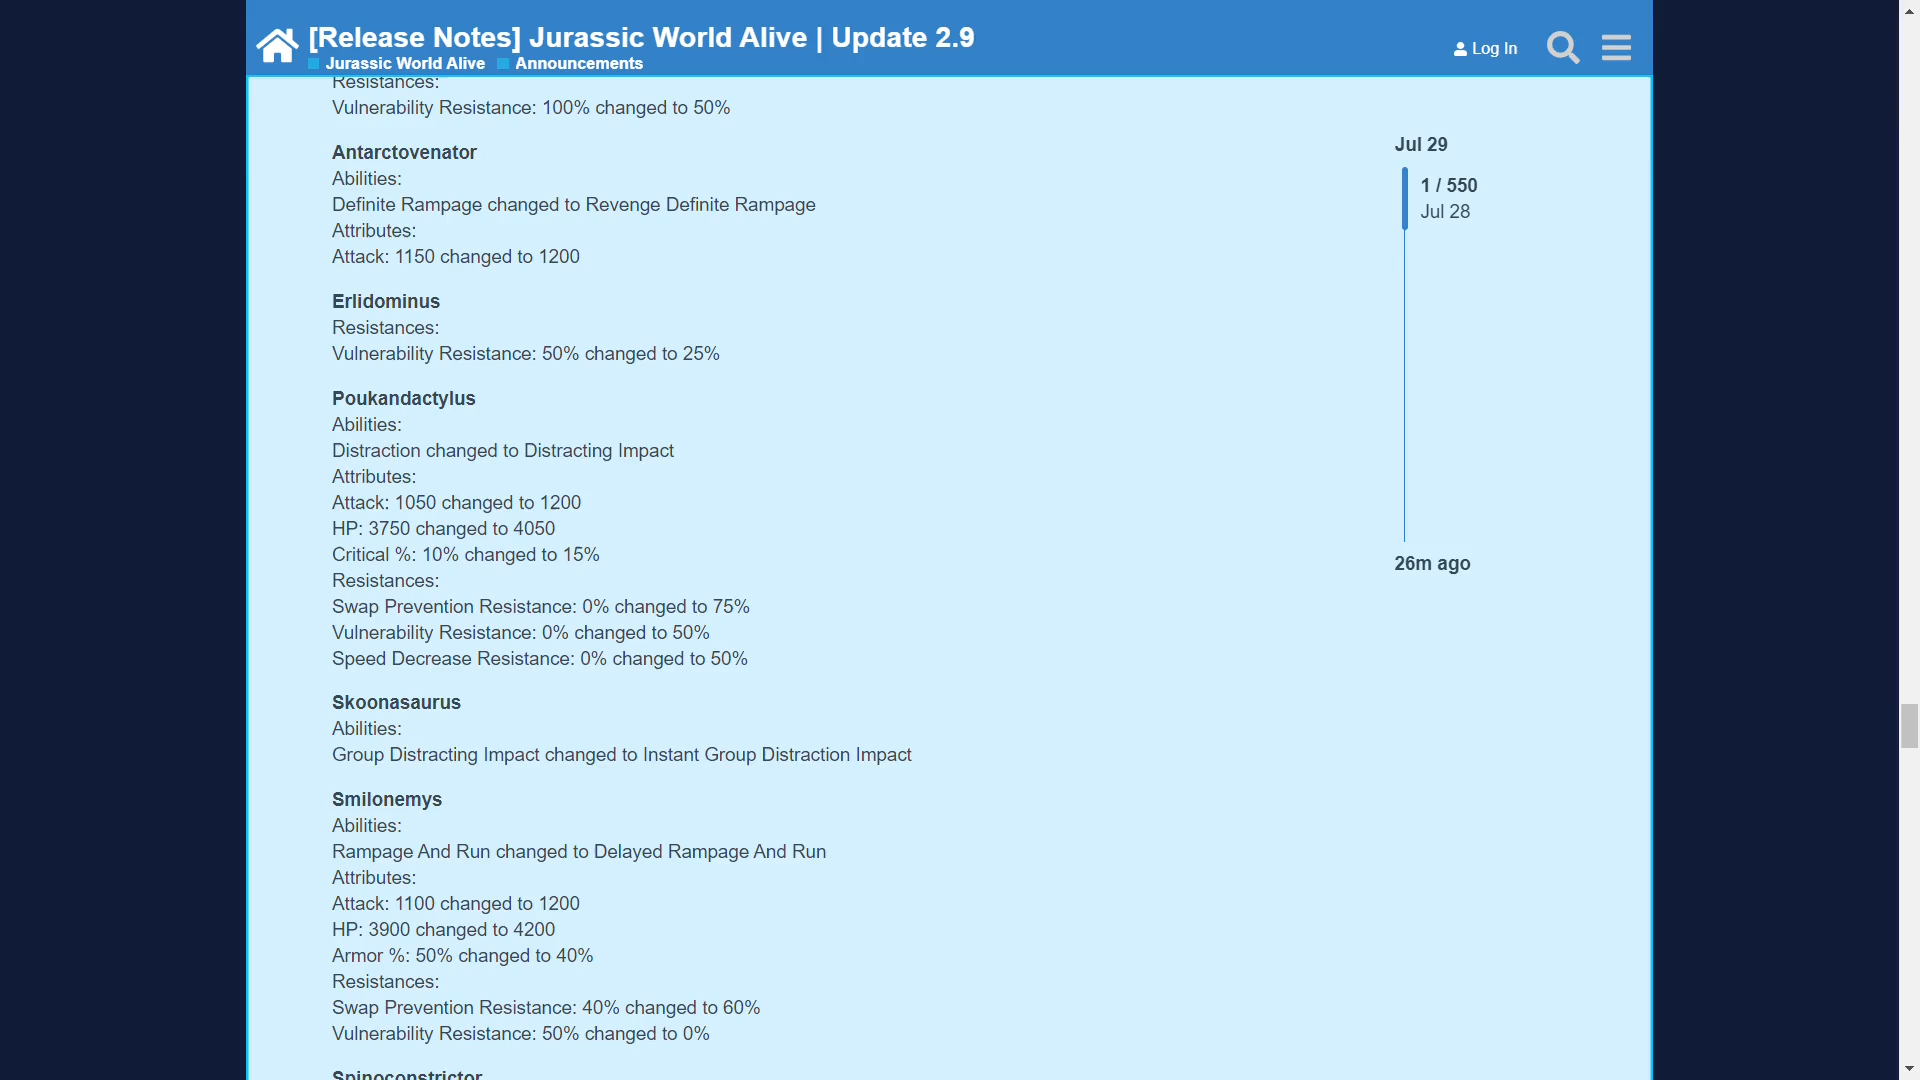 [Release Notes] Jurassic World Alive | Update 2.9
Jurassic World Alive Announcements
Log In
Resistances:
Vulnerability Resistance: 100% changed to 50%
Antarctovenator
Abilities:
Definite Rampage changed to Revenge Definite Rampage
Attributes:
Attack: 1150 changed to 1200
Erlidominus
Resistances:
Vulnerability Resistance: 50% changed to 25%
Poukandactylus
Abilities:
Distraction changed to Distracting Impact
Attributes:
Attack: 1050 changed to 1200
HP: 3750 changed to 4050
Critical %: 10% changed to 15%
Resistances:
Swap Prevention Resistance: 0% changed to 75%
Vulnerability Resistance: 0% changed to 50%
Speed Decrease Resistance: 0% changed to 50%
Skoonasaurus
Abilities:
Group Distracting Impact changed to Instant Group Distraction Impact
Smilonemys
Abilities:
Rampage And Run changed to Delayed Rampage And Run
Attributes:
Attack: 1100 changed to 1200
HP: 3900 changed to 4200
Armor %: 50% changed to 40%
Resistances:
Swap Prevention Resistance: 40% changed to 60%
Vulnerability Resistance: 50% changed to 0%
Spinoconstrictor
Jul 29
1 / 550
Jul 28
26m ago